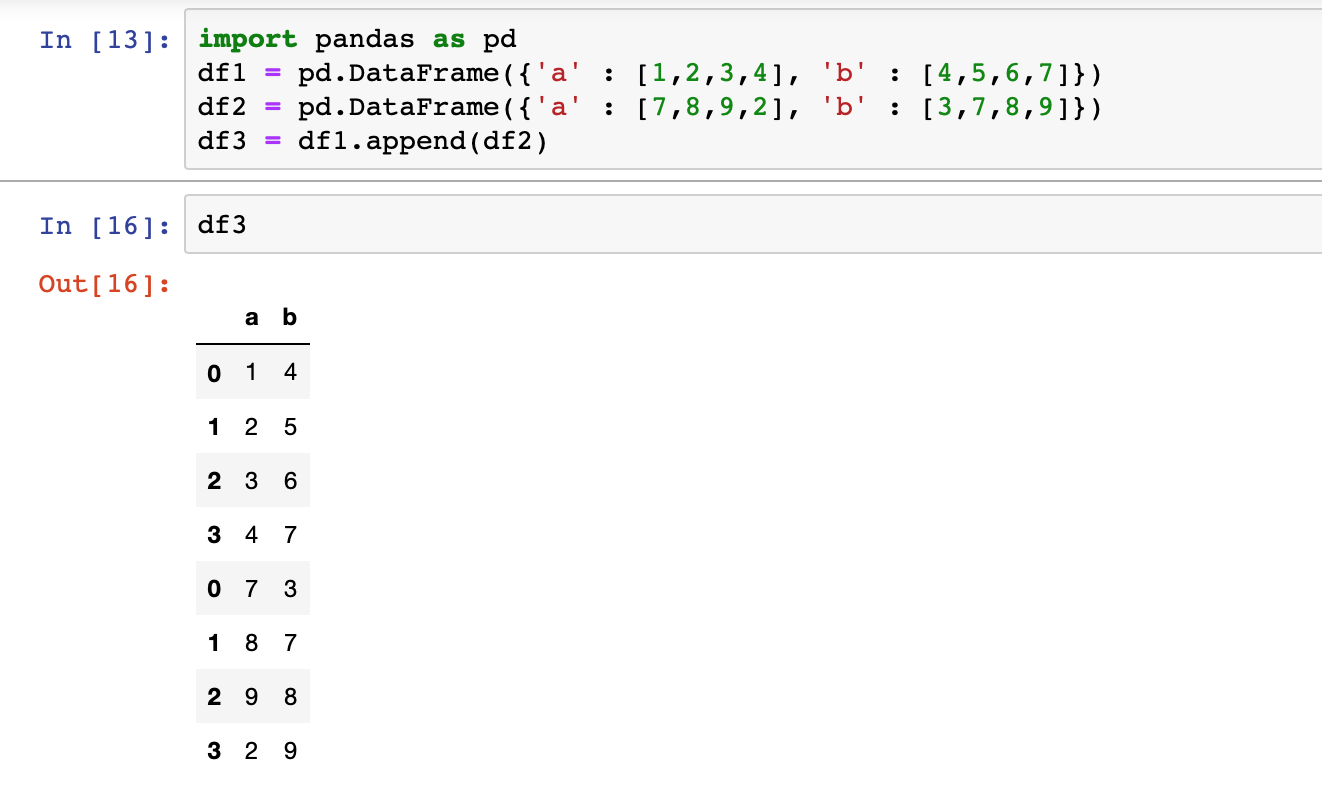 In [13]:
import pandas as pd
df1 = pd.DataFrame({'a' : [1,2,3,4], 'b' : [4,5,6,7]})
df2 = pd.DataFrame({'a' : [7,8,9,2], 'b' : [3,7,8,9]})
df3 = df1.append(df2)
In [16]:
df3
Out[16]:
a b
0 1 4
1 2 5
2 3 6
3 4 7
0 7 3
1 8 7
2 9 8
3 2 9